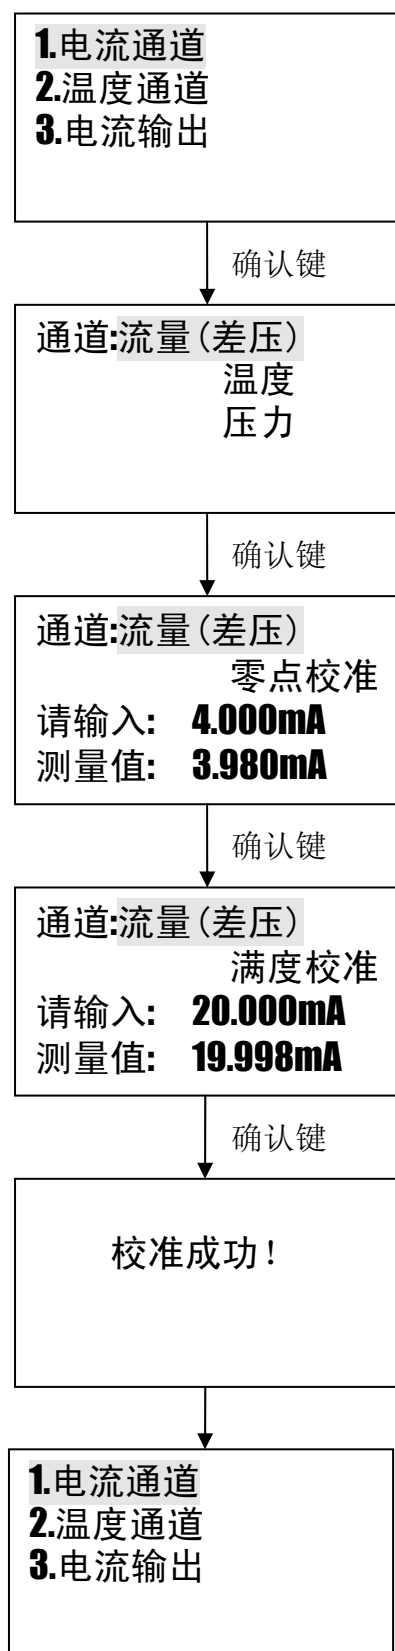 1.电流通道
2.温度通道
3.电流输出
确认键
通道:流量(差压)
温度
压力
确认键
通道:流量(差压)
零点校准
请输入: 4.000mA
测量值: 3.980mA
确认键
通道:流量(差压)
满度校准
请输入: 20.000mA
测量值: 19.998mA
确认键
校准成功!
1.电流通道
2.温度通道
3.电流输出